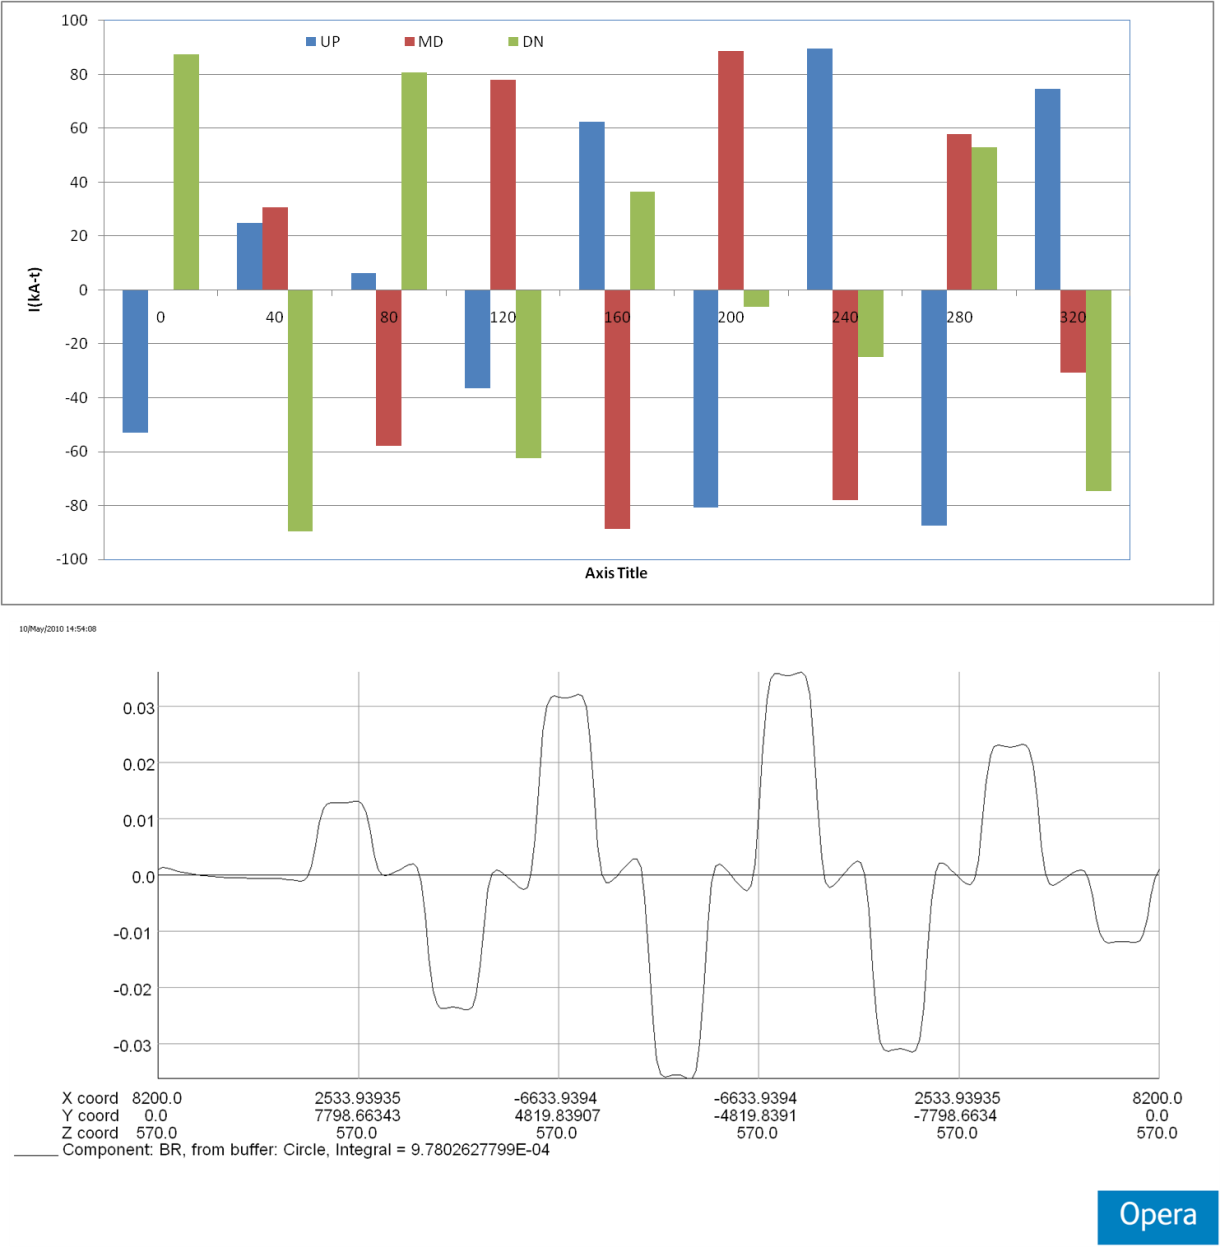 100
UP MD DN
80
60
40
20
0
I(kA-t)
0 40 80 120 160 200 240 280 320
-20
-40
-60
-80
-100
Axis Title
10/May/2010 14:54:08
0.03
0.02
0.01
0.0
-0.01
-0.02
-0.03
X coord 8200.0 2533.93935 -6633.9394 -6633.9394 2533.93935 8200.0
Y coord 0.0 7798.66343 4819.83907 -4819.8391 -7798.6634 0.0
Z coord 570.0 570.0 570.0 570.0 570.0 570.0
Component: BR, from buffer: Circle, Integral = 9.7802627799E-04
Opera